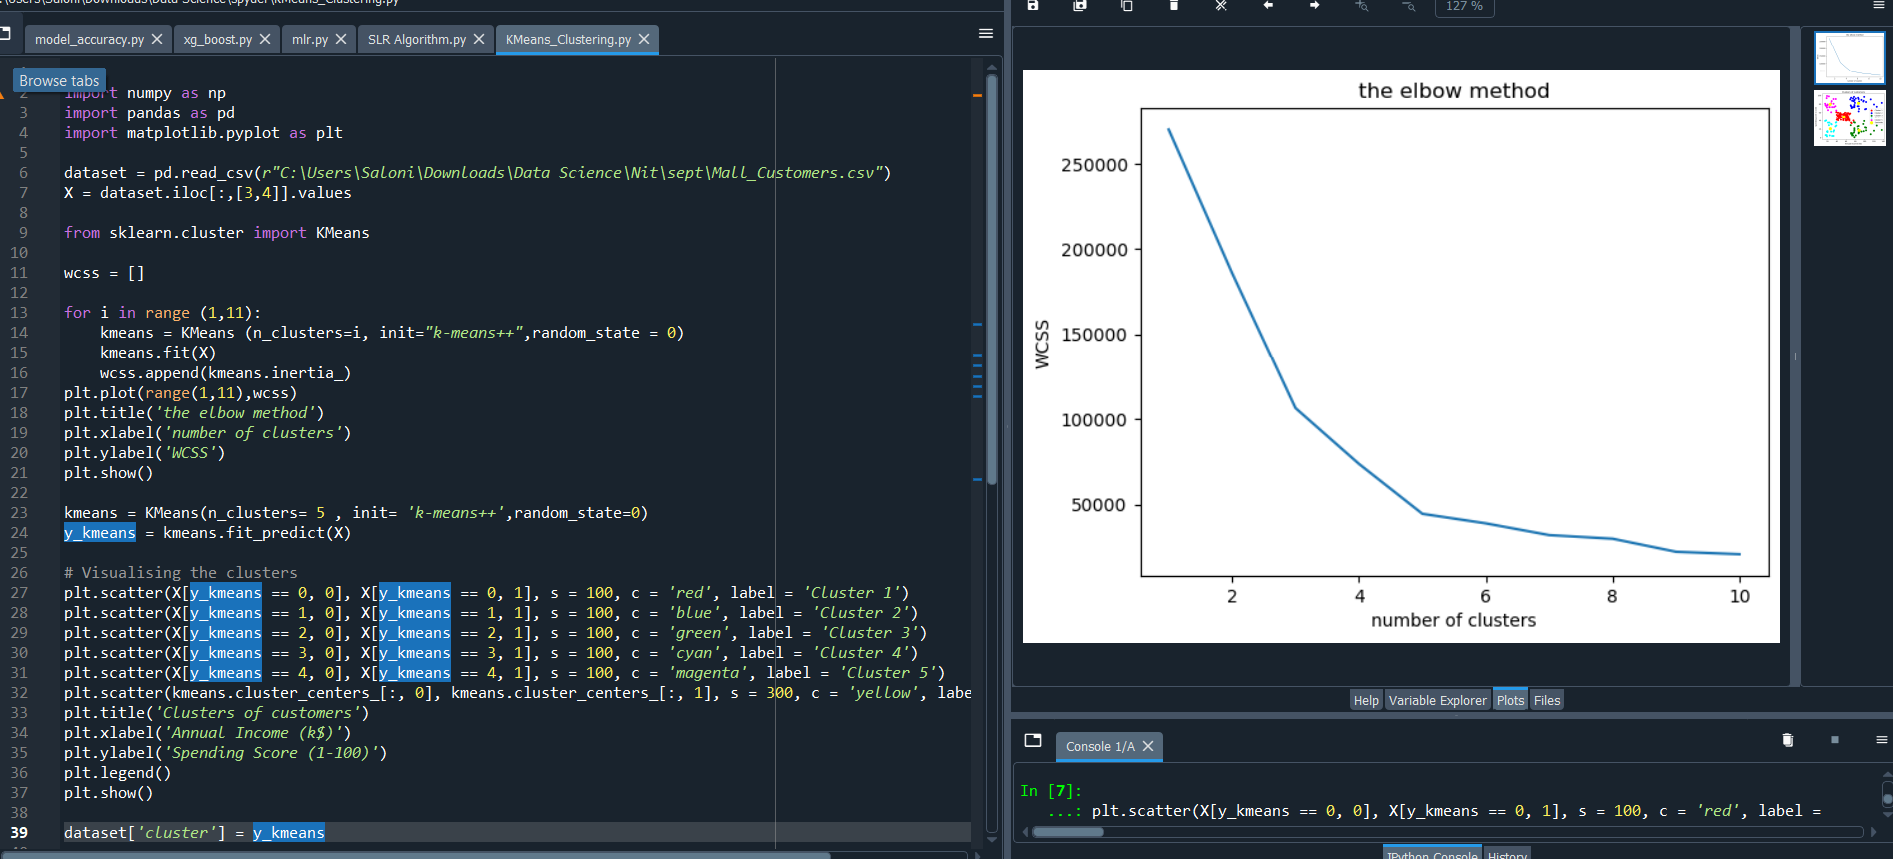 \Users\Saloni\Downloads\Data Science\spyder\KMeans_Clustering.py
model_accuracy.py
xg_boost.py
mlr.py
SLR Algorithm.py
KMeans_Clustering.py
Browse tabs
2 import numpy as np
3 import pandas as pd
4 import matplotlib.pyplot as plt
5
6 dataset = pd.read_csv(r"C:\Users\Saloni\Downloads\Data Science\Nit\sept\Mall_Customers.csv")
7 X = dataset.iloc[:,[3,4]].values
8
9 from sklearn.cluster import KMeans
10
11 wcss = []
12
13 for i in range (1,11):
14 kmeans = KMeans (n_clusters=i, init="k-means++",random_state = 0)
15 kmeans.fit(X)
16 wcss.append(kmeans.inertia_)
17 plt.plot(range(1,11),wcss)
18 plt.title('the elbow method')
19 plt.xlabel('number of clusters')
20 plt.ylabel('WCSS')
21 plt.show()
22
23 kmeans = KMeans(n_clusters= 5 , init= 'k-means++',random_state=0)
24 y_kmeans = kmeans.fit_predict(X)
25
26 # Visualising the clusters
27 plt.scatter(X[y_kmeans == 0, 0], X[y_kmeans == 0, 1], s = 100, c = 'red', label = 'Cluster 1')
28 plt.scatter(X[y_kmeans == 1, 0], X[y_kmeans == 1, 1], s = 100, c = 'blue', label = 'Cluster 2')
29 plt.scatter(X[y_kmeans == 2, 0], X[y_kmeans == 2, 1], s = 100, c = 'green', label = 'Cluster 3')
30 plt.scatter(X[y_kmeans == 3, 0], X[y_kmeans == 3, 1], s = 100, c = 'cyan', label = 'Cluster 4')
31 plt.scatter(X[y_kmeans == 4, 0], X[y_kmeans == 4, 1], s = 100, c = 'magenta', label = 'Cluster 5')
32 plt.scatter(kmeans.cluster_centers_[:, 0], kmeans.cluster_centers_[:, 1], s = 300, c = 'yellow', labe
33 plt.title('Clusters of customers')
34 plt.xlabel('Annual Income (k$)')
35 plt.ylabel('Spending Score (1-100)')
36 plt.legend()
37 plt.show()
38
39 dataset['cluster'] = y_kmeans
127 %
the elbow method
250000
200000
150000
100000
50000
WCSS
2 4 6 8 10
number of clusters
Help
Variable Explorer
Plots
Files
Console 1/A
In [7]:
...: plt.scatter(X[y_kmeans == 0, 0], X[y_kmeans == 0, 1], s = 100, c = 'red', label =
IPython Console
History